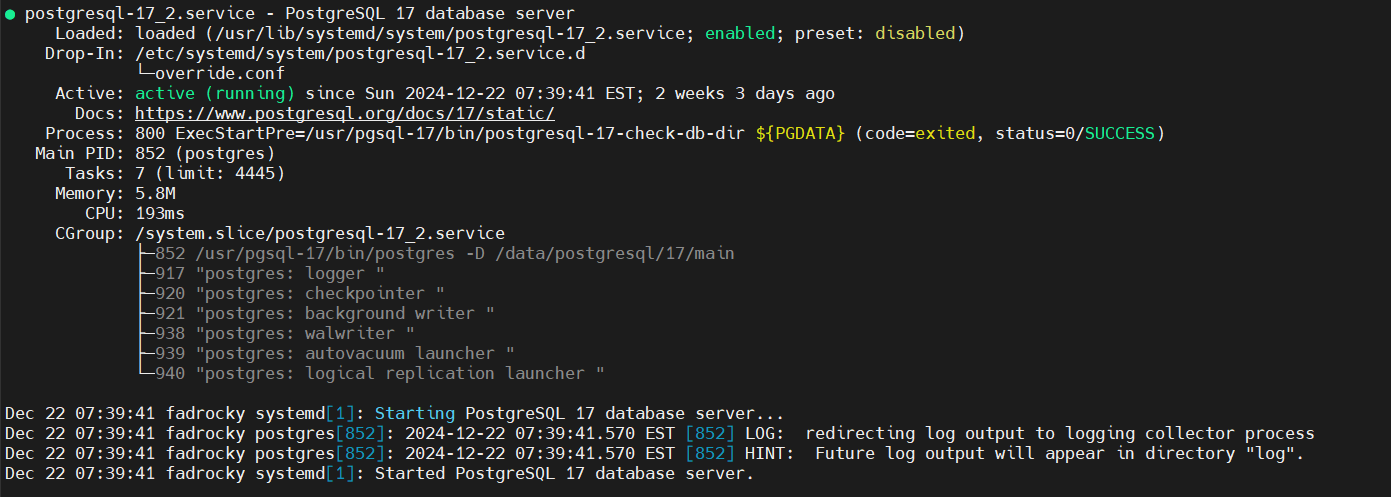 ● postgresql-17_2.service - PostgreSQL 17 database server
     Loaded: loaded (/usr/lib/systemd/system/postgresql-17_2.service; enabled; preset: disabled)
    Drop-In: /etc/systemd/system/postgresql-17_2.service.d
             └─override.conf
     Active: active (running) since Sun 2024-12-22 07:39:41 EST; 2 weeks 3 days ago
       Docs: https://www.postgresql.org/docs/17/static/
    Process: 800 ExecStartPre=/usr/pgsql-17/bin/postgresql-17-check-db-dir ${PGDATA} (code=exited, status=0/SUCCESS)
   Main PID: 852 (postgres)
      Tasks: 7 (limit: 4445)
     Memory: 5.8M
        CPU: 193ms
     CGroup: /system.slice/postgresql-17_2.service
             ├─852 /usr/pgsql-17/bin/postgres -D /data/postgresql/17/main
             ├─917 "postgres: logger "
             ├─920 "postgres: checkpointer "
             ├─921 "postgres: background writer "
             ├─938 "postgres: walwriter "
             ├─939 "postgres: autovacuum launcher "
             └─940 "postgres: logical replication launcher "

Dec 22 07:39:41 fadrocky systemd[1]: Starting PostgreSQL 17 database server...
Dec 22 07:39:41 fadrocky postgres[852]: 2024-12-22 07:39:41.570 EST [852] LOG:  redirecting log output to logging collector process
Dec 22 07:39:41 fadrocky postgres[852]: 2024-12-22 07:39:41.570 EST [852] HINT:  Future log output will appear in directory "log".
Dec 22 07:39:41 fadrocky systemd[1]: Started PostgreSQL 17 database server.